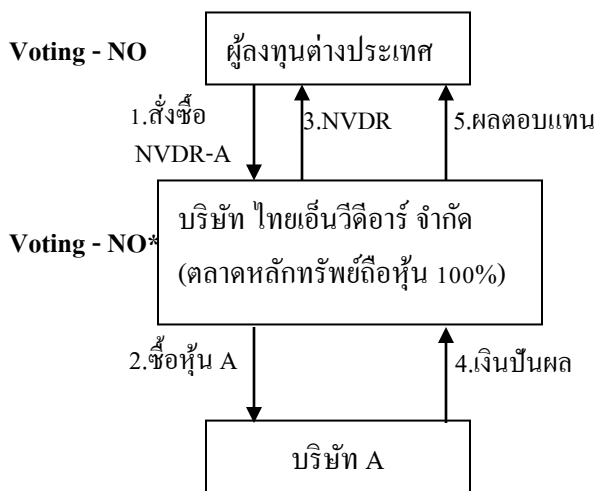 Voting - NO
ผู้ลงทุนต่างประเทศ
1.สั่งซื้อ
NVDR-A
3.NVDR
5.ผลตอบแทน
Voting - NO*
บริษัท ไทยเอ็นวีดีอาร์ จำกัด
(ตลาดหลักทรัพย์ถือหุ้น 100%)
2.ซื้อหุ้น A
4.เงินปันผล
บริษัท A